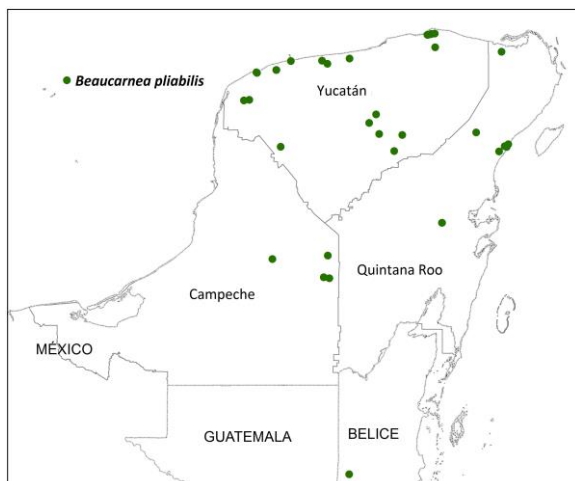 Beaucarnea pliabilis
Yucatán
Quintana Roo
Campeche
MÉXICO
GUATEMALA
BELICE